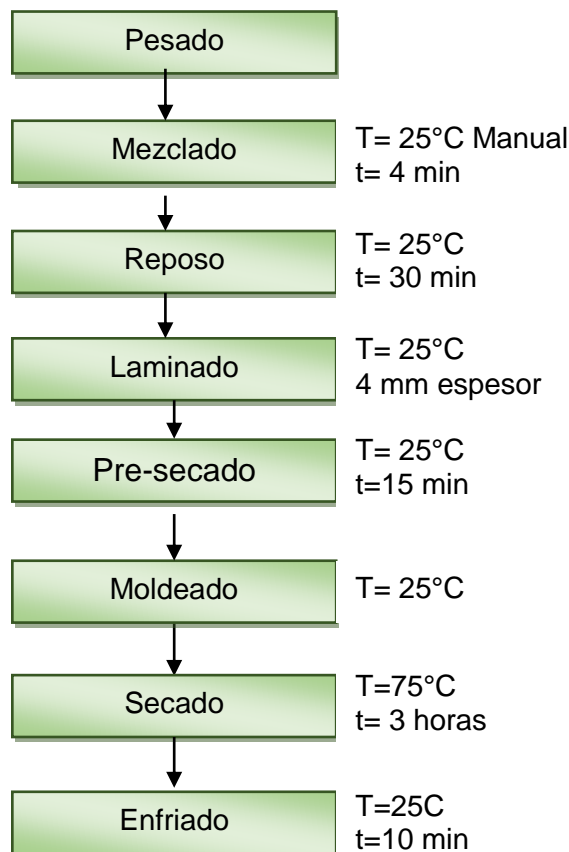 Pesado
Mezclado
T= 25°C Manual
t= 4 min
Reposo
T= 25°C
t= 30 min
Laminado
T= 25°C
4 mm espesor
Pre-secado
T= 25°C
t=15 min
Moldeado
T= 25°C
Secado
T=75°C
t= 3 horas
Enfriado
T=25C
t=10 min